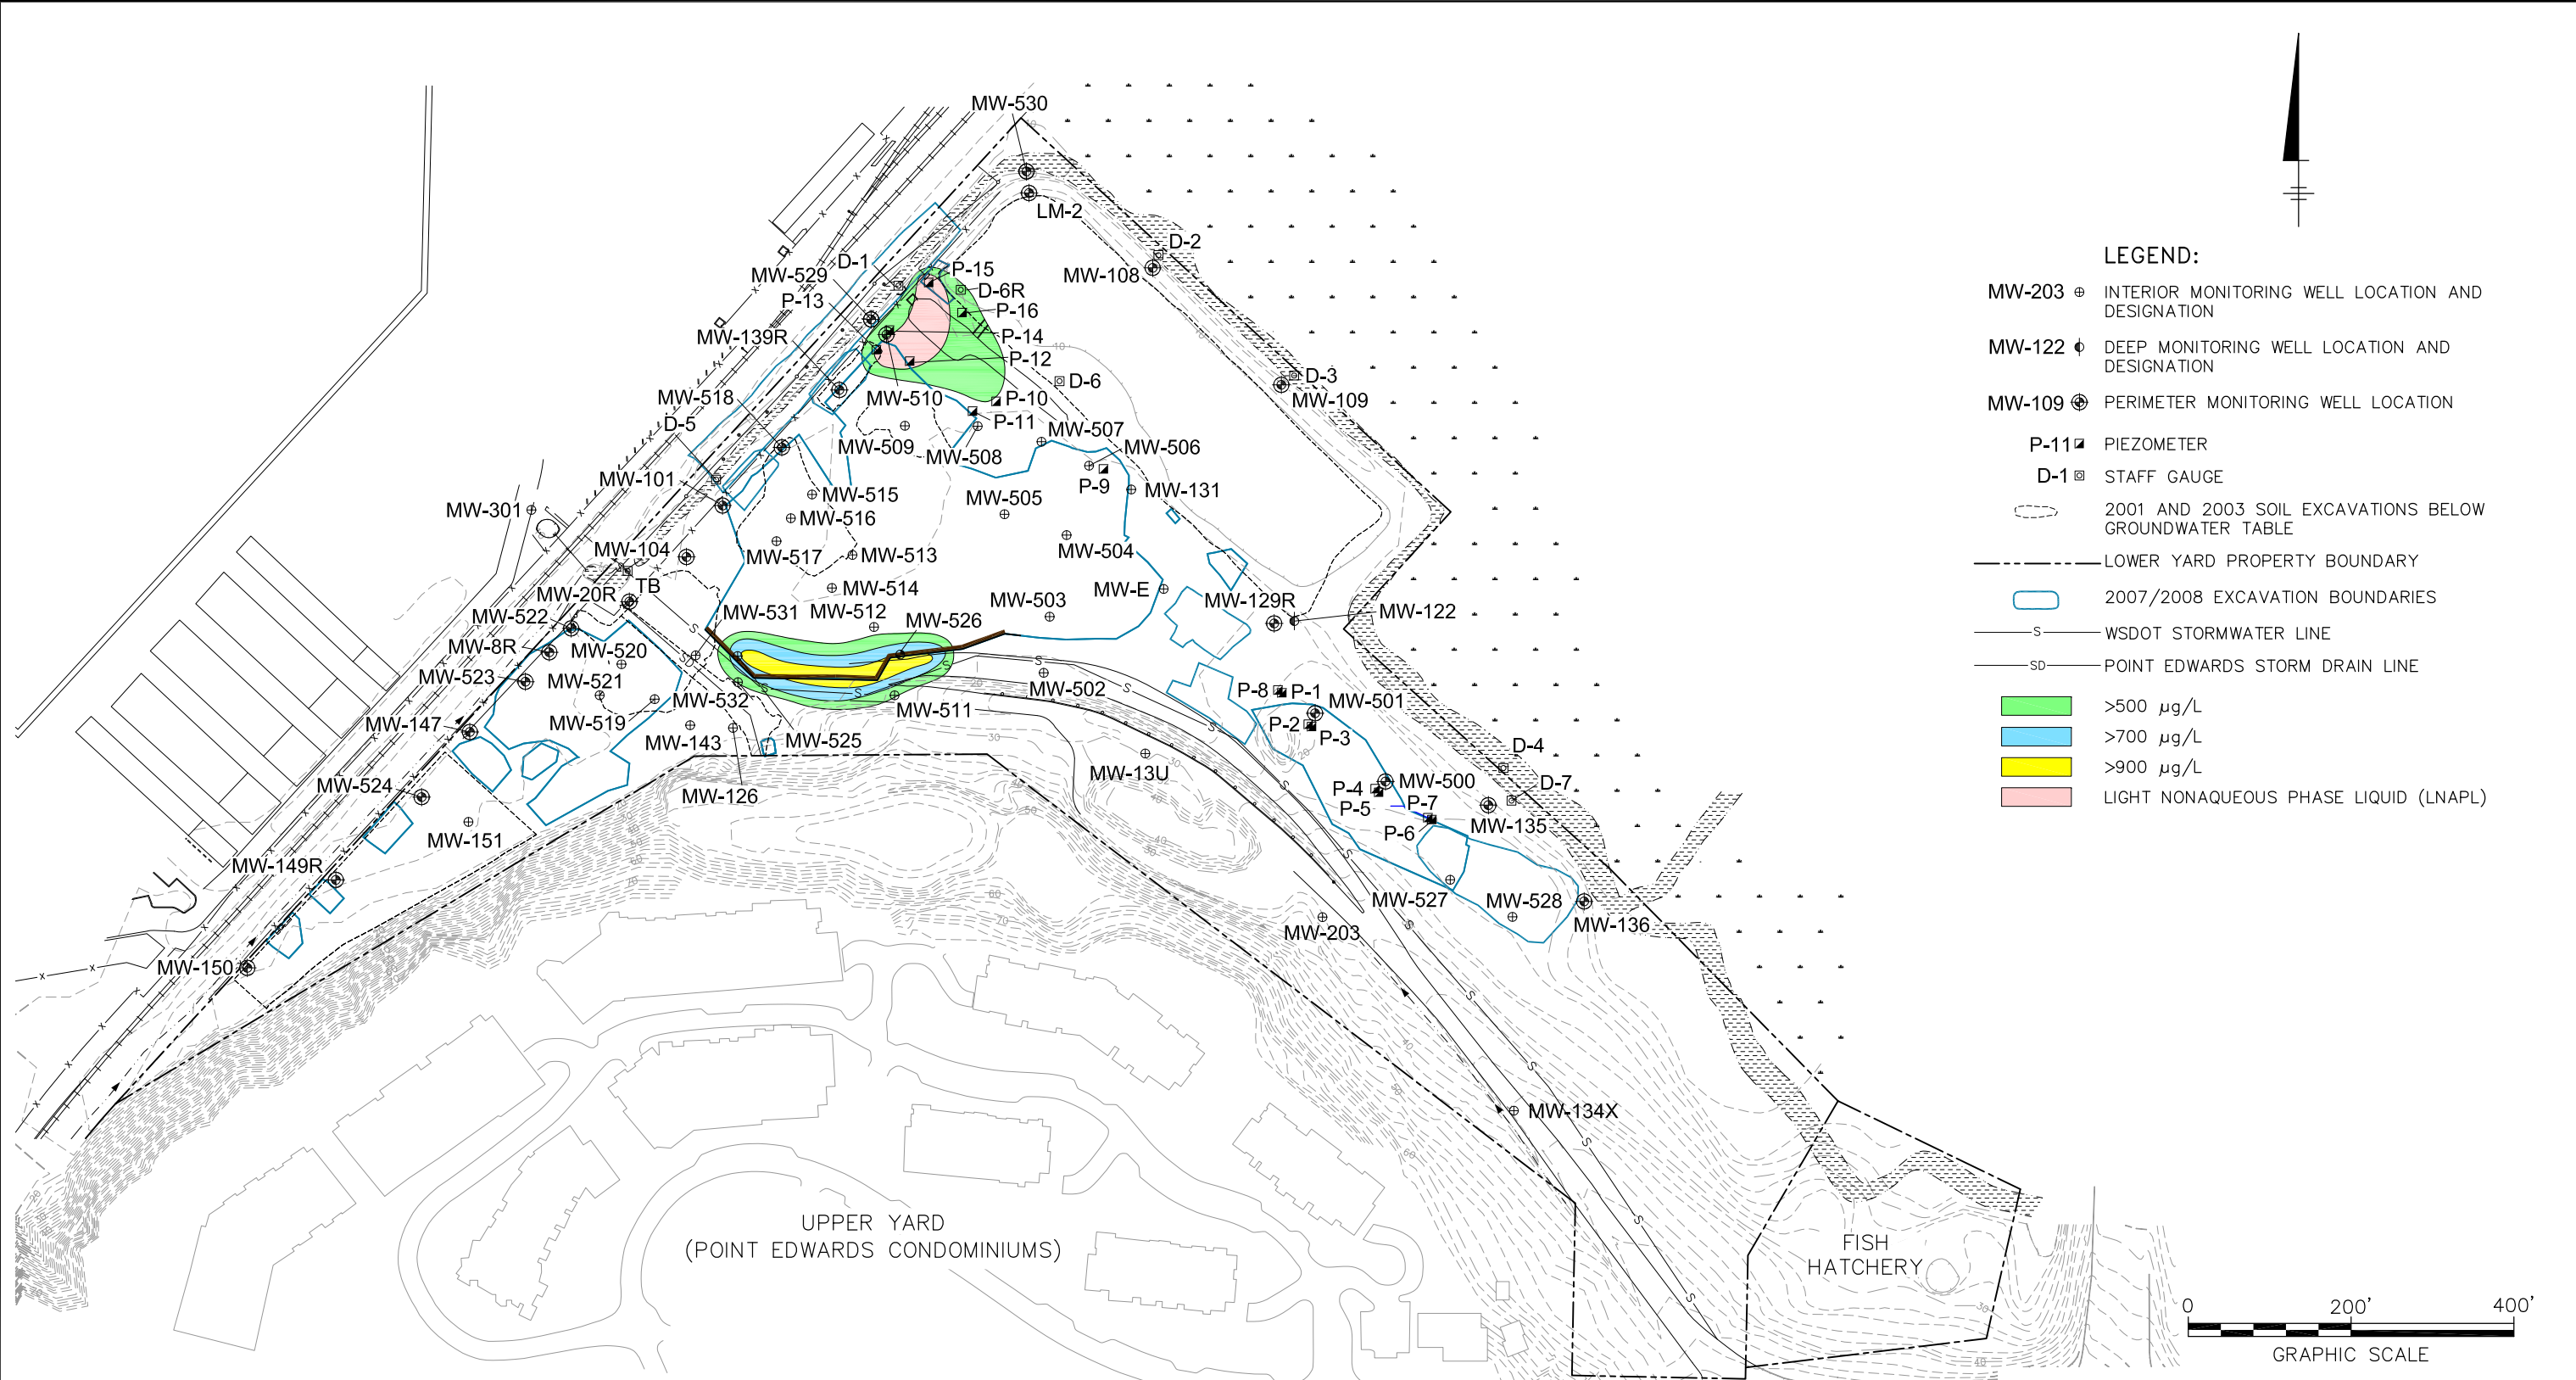 MW-530
LM-2
D-2
MW-108
D-1
MW-529
P-15
D-6R
P-13
P-16
MW-139R
P-14
P-12
D-6
D-3
MW-109
MW-518
MW-510
P-10
D-5
P-11
MW-507
MW-509
MW-508
MW-506
MW-101
P-9
MW-131
MW-515
MW-505
MW-301
MW-516
MW-104
MW-517
MW-513
MW-504
TB
MW-20R
MW-514
MW-E
MW-522
MW-531
MW-512
MW-526
MW-503
MW-129R
MW-122
MW-8R
MW-520
MW-523
MW-521
MW-532
MW-502
P-8
P-1
MW-501
MW-147
MW-519
MW-511
P-2
P-3
MW-143
MW-525
D-4
MW-524
MW-126
MW-13U
P-4
MW-500
D-7
P-5
P-7
MW-151
P-6
MW-135
MW-149R
MW-527
MW-528
MW-203
MW-136
MW-150
MW-134X
UPPER YARD
(POINT EDWARDS CONDOMINIUMS)
FISH
HATCHERY
LEGEND:
MW-203 INTERIOR MONITORING WELL LOCATION AND
DESIGNATION
MW-122 DEEP MONITORING WELL LOCATION AND
DESIGNATION
MW-109 PERIMETER MONITORING WELL LOCATION
P-11 PIEZOMETER
D-1 STAFF GAUGE
2001 AND 2003 SOIL EXCAVATIONS BELOW
GROUNDWATER TABLE
LOWER YARD PROPERTY BOUNDARY
2007/2008 EXCAVATION BOUNDARIES
S WSDOT STORMWATER LINE
SD POINT EDWARDS STORM DRAIN LINE
>500 µg/L
>700 µg/L
>900 µg/L
LIGHT NONAQUEOUS PHASE LIQUID (LNAPL)
0 200' 400'
GRAPHIC SCALE